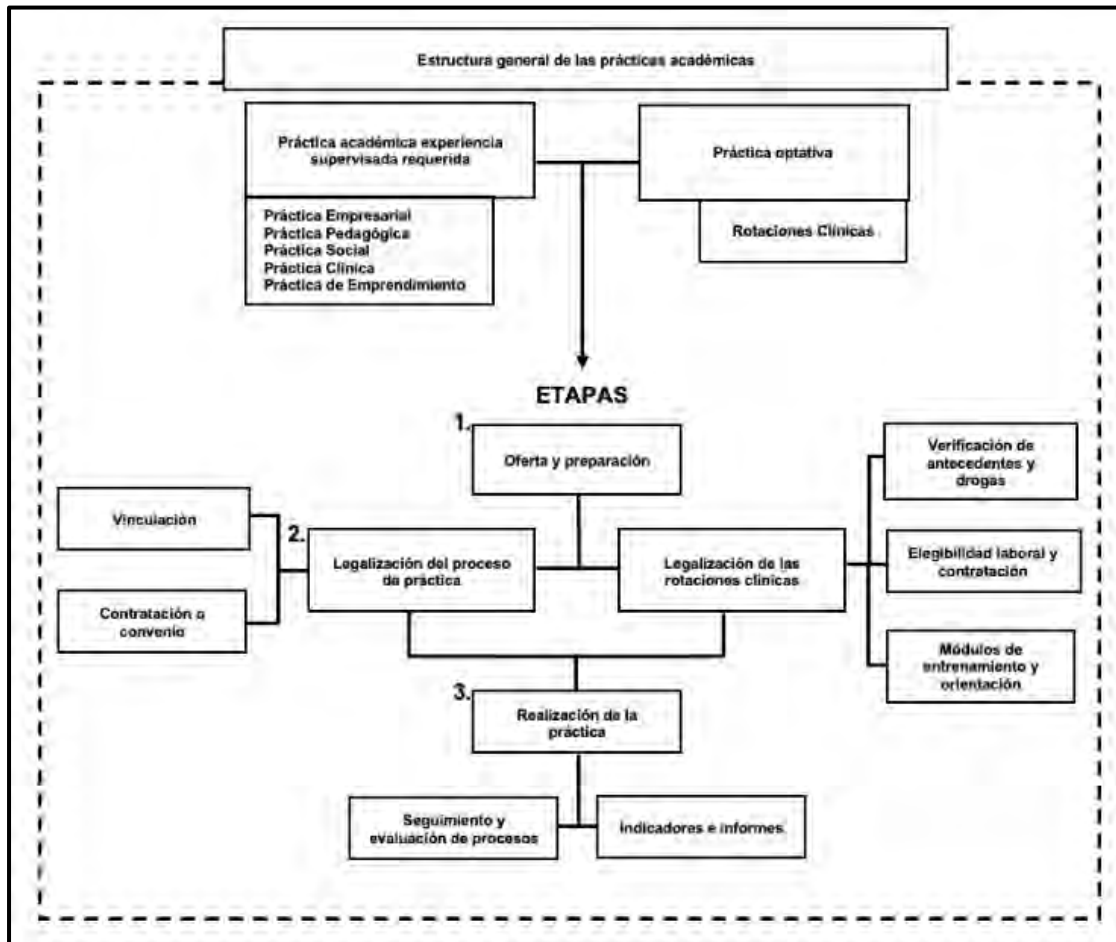 Estructura general de las prácticas académicas
Práctica académica experiencia
supervisada requerida
Práctica optativa
Práctica Empresarial
Práctica Pedagógica
Práctica Social
Práctica Clínica
Práctica de Emprendimiento
Rotaciones Clínicas
ETAPAS
1.
Oferta y preparación
Verificación de
antecedentes y
drogas
Vinculación
2.
Legalización del proceso
da práctica
Legalización de las
rotaciones clínicas
Elegibilidad laboral y
contratación
Contratación o
convenio
Módulos de
entrenamiento y
orientación
3.
Realización de la
práctica
Seguimiento y
evaluación de procesos
Indicadores e informes